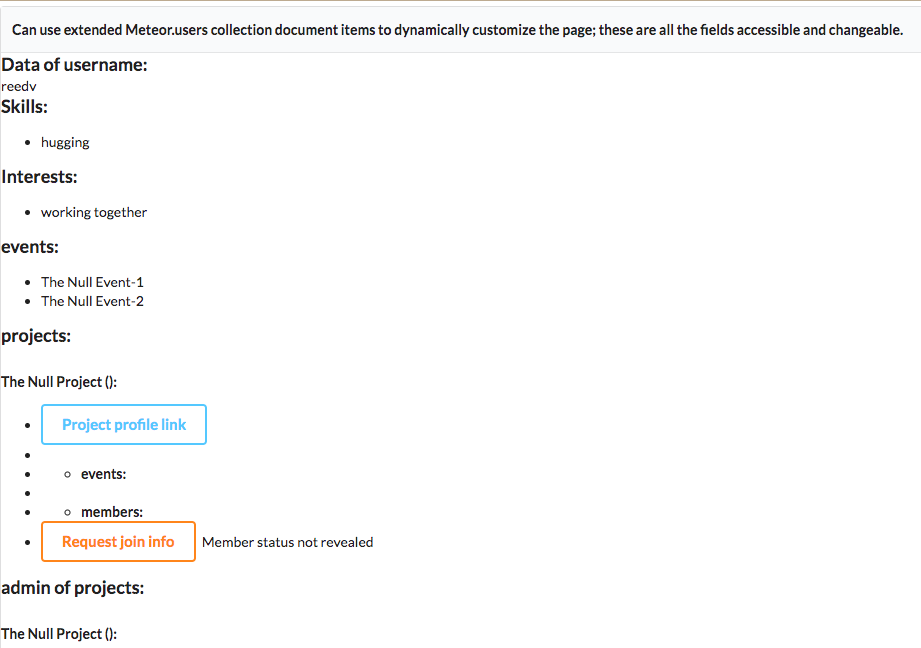 Can use extended Meteor.users collection document items to dynamically customize the page; these are all the fields accessible and changeable.
Data of username:
reedv
Skills:
hugging
Interests:
working together
events:
The Null Event-1
The Null Event-2
projects:
The Null Project ():
Project profile link
events:
members:
Request join info Member status not revealed
admin of projects:
The Null Project ():